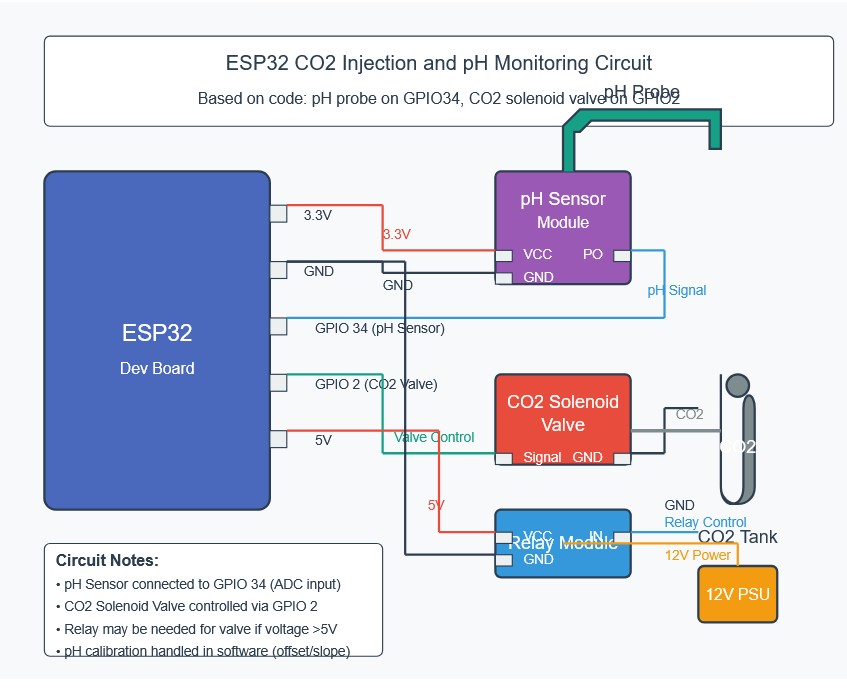 ESP32 CO2 Injection and pH Monitoring Circuit
pH Probe
Based on code: pH probe on GPIO34, CO2 solenoid valve on GPIO2
ESP32
Dev Board
3.3V
GND
GPIO 34 (pH Sensor)
GPIO 2 (CO2 Valve)
5V
3.3V
GND
Valve Control
5V
pH Sensor
Module
VCC
PO
GND
pH Signal
CO2 Solenoid
Valve
Signal
GND
CO2
CO2
Relay Module
VCC
IN
GND
GND
Relay Control
CO2 Tank
12V Power
12V PSU
Circuit Notes:
• pH Sensor connected to GPIO 34 (ADC input)
• CO2 Solenoid Valve controlled via GPIO 2
• Relay may be needed for valve if voltage >5V
• pH calibration handled in software (offset/slope)